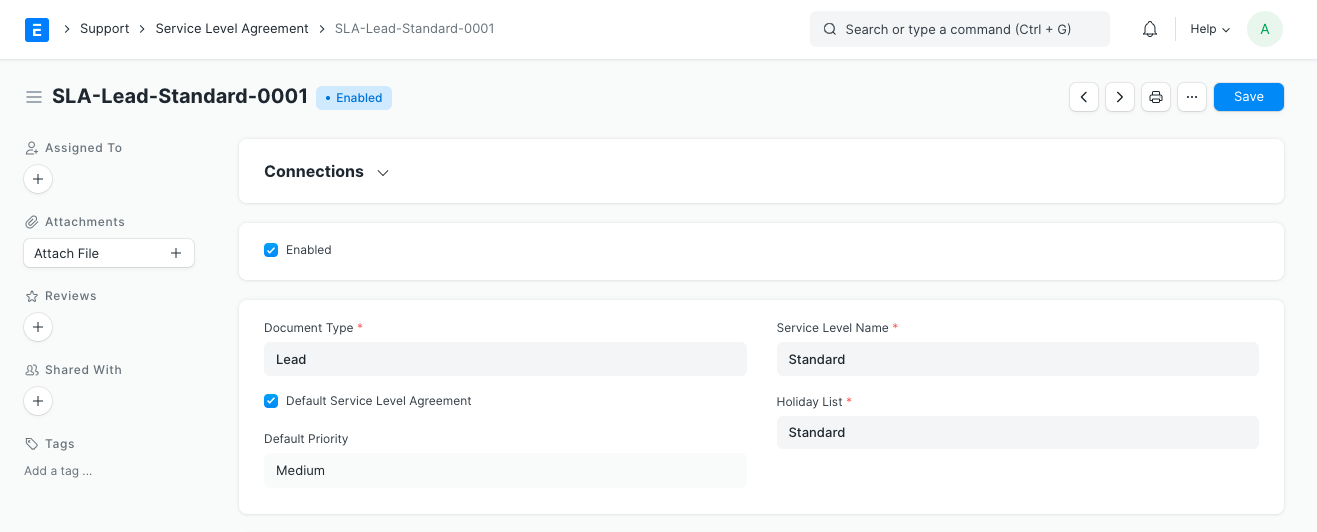 E > Support > Service Level Agreement > SLA-Lead-Standard-0001
Search or type a command (Ctrl + G)
Help
A
SLA-Lead-Standard-0001
• Enabled
...
Save
Assigned To
+
Attachments
Attach File +
Reviews
+
Shared With
+
Tags
Add a tag ...
Connections
Enabled
Document Type *
Lead
Default Service Level Agreement
Default Priority
Medium
Service Level Name *
Standard
Holiday List *
Standard